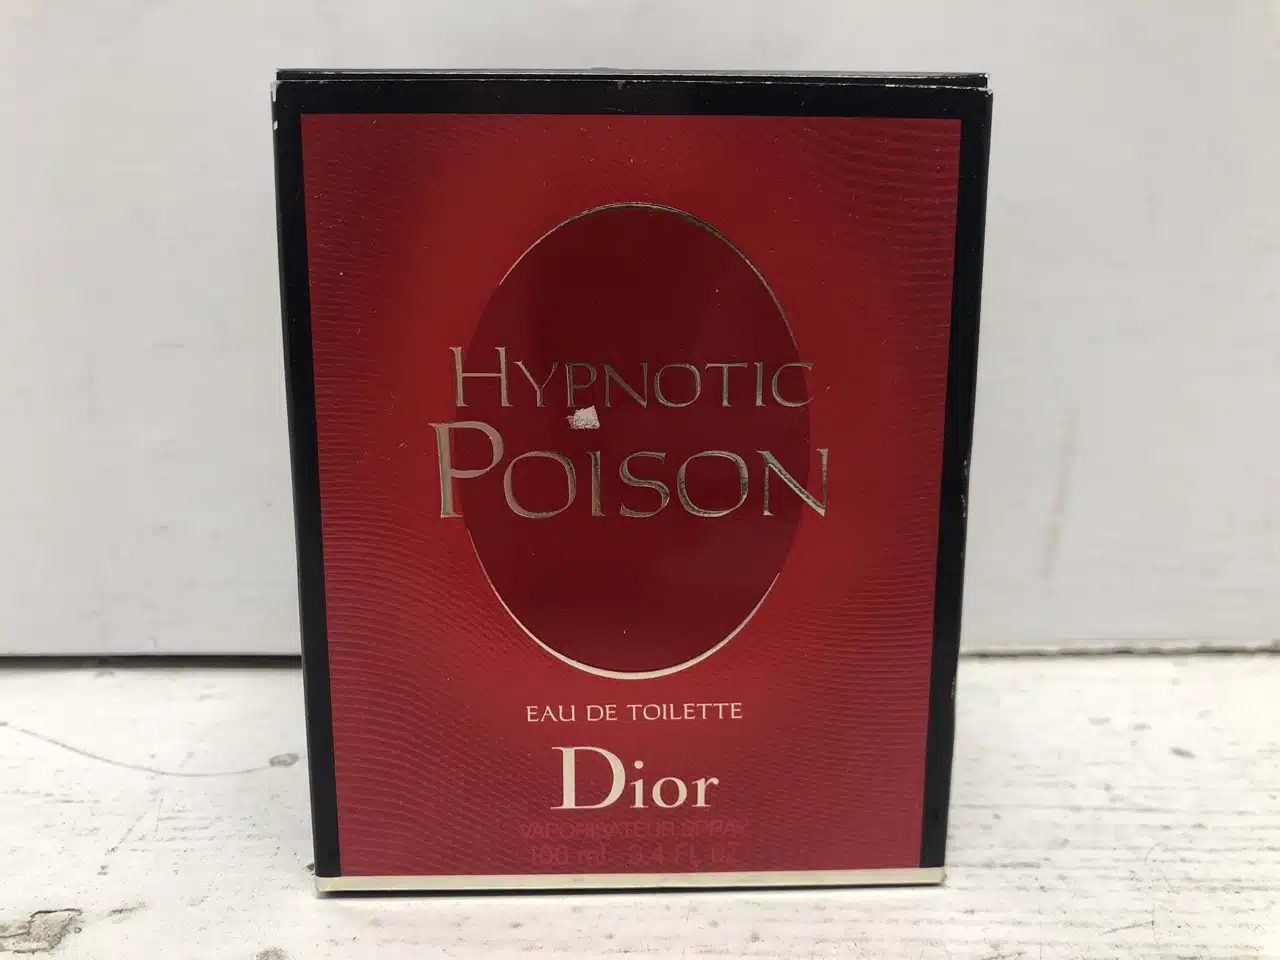 HYPNOTIC
POISON
EAU DE TOILETTE
Dior
VAPORISATEUR SPRAY
100 ml 3.4 FL OZ